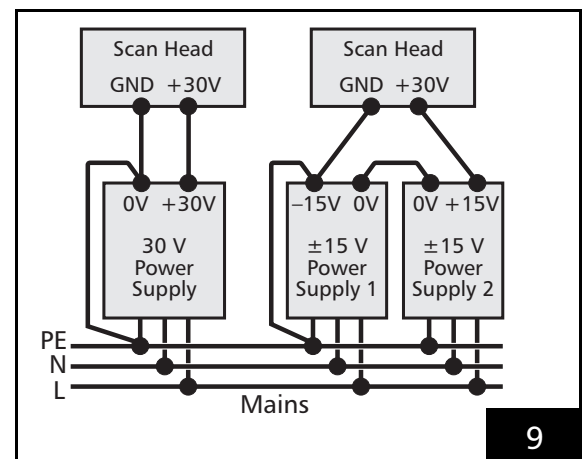 Scan Head
GND +30V
Scan Head
GND +30V
0V +30V
30 V
Power
Supply
−15V 0V
±15 V
Power
Supply 1
0V +15V
±15 V
Power
Supply 2
PE
N
L
Mains
9